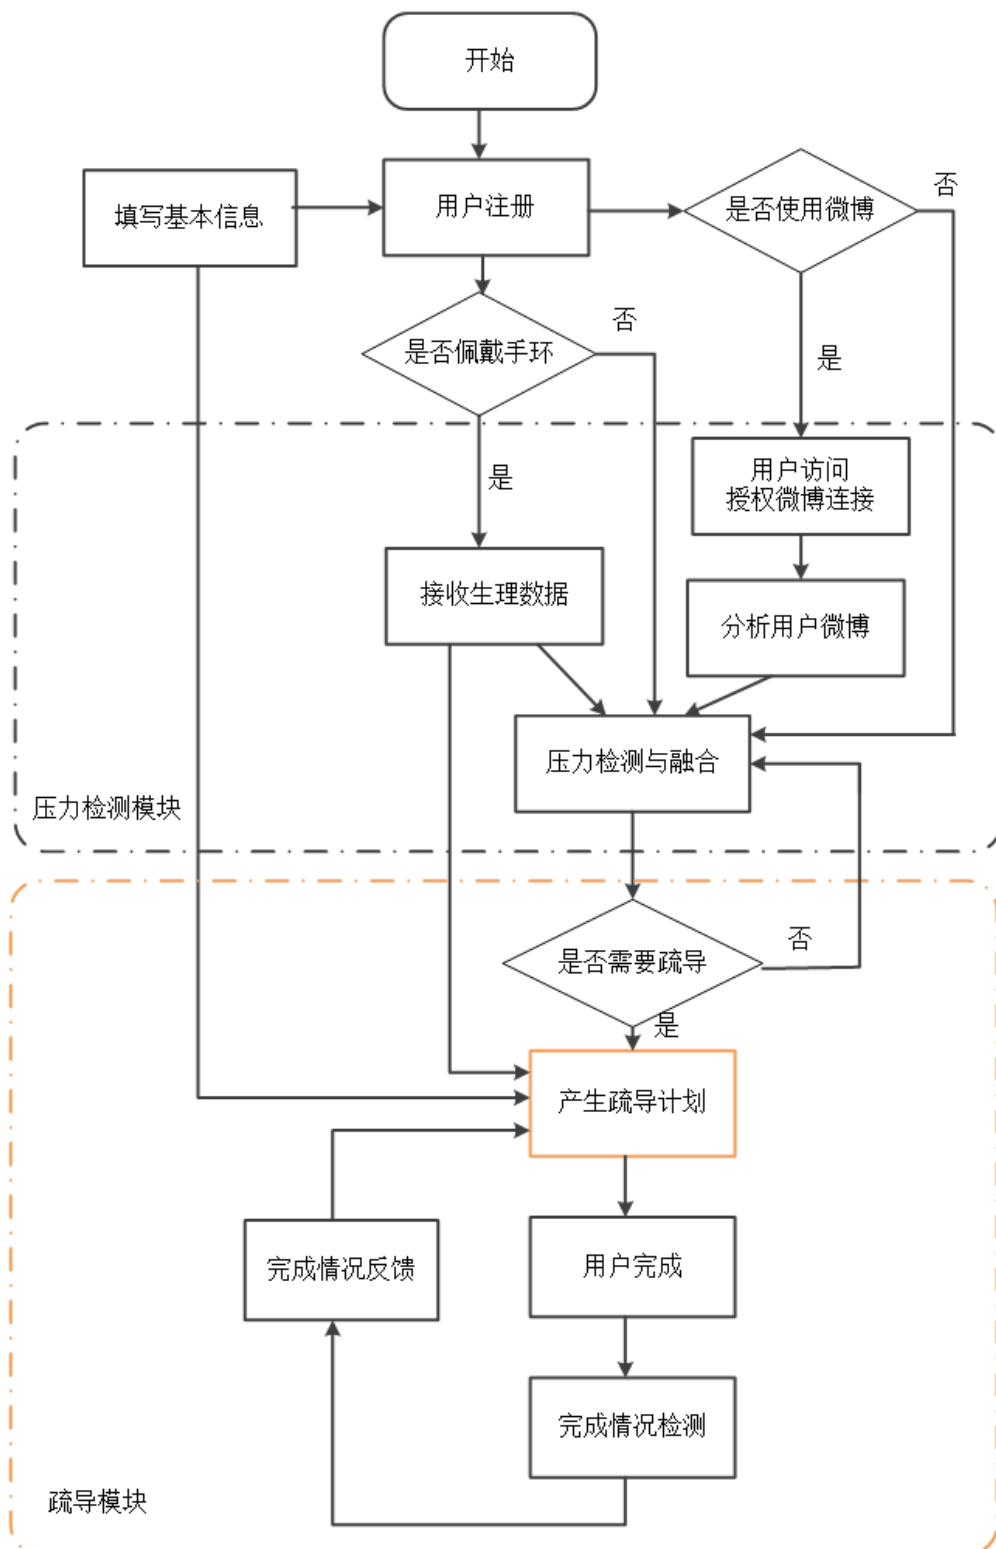 开始
填写基本信息
用户注册
是否使用微博
否
是否佩戴手环
否
是
是
用户访问
授权微博连接
接收生理数据
分析用户微博
压力检测与融合
压力检测模块
是否需要疏导
否
是
产生疏导计划
完成情况反馈
用户完成
完成情况检测
疏导模块